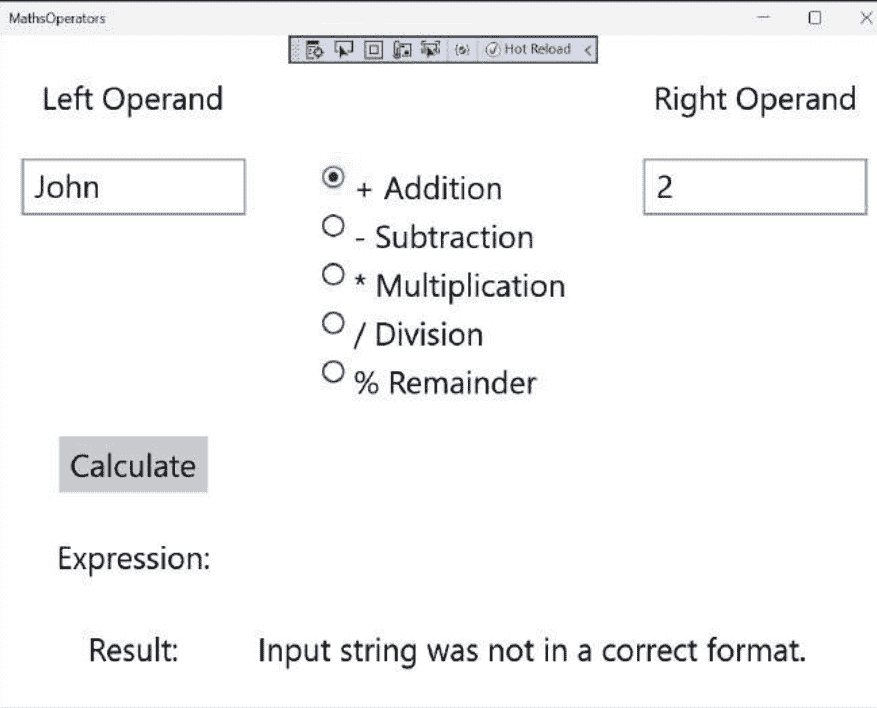 MathsOperators
Hot Reload
Left Operand
Right Operand
John
+ Addition
2
- Subtraction
* Multiplication
/ Division
% Remainder
Calculate
Expression:
Result: Input string was not in a correct format.